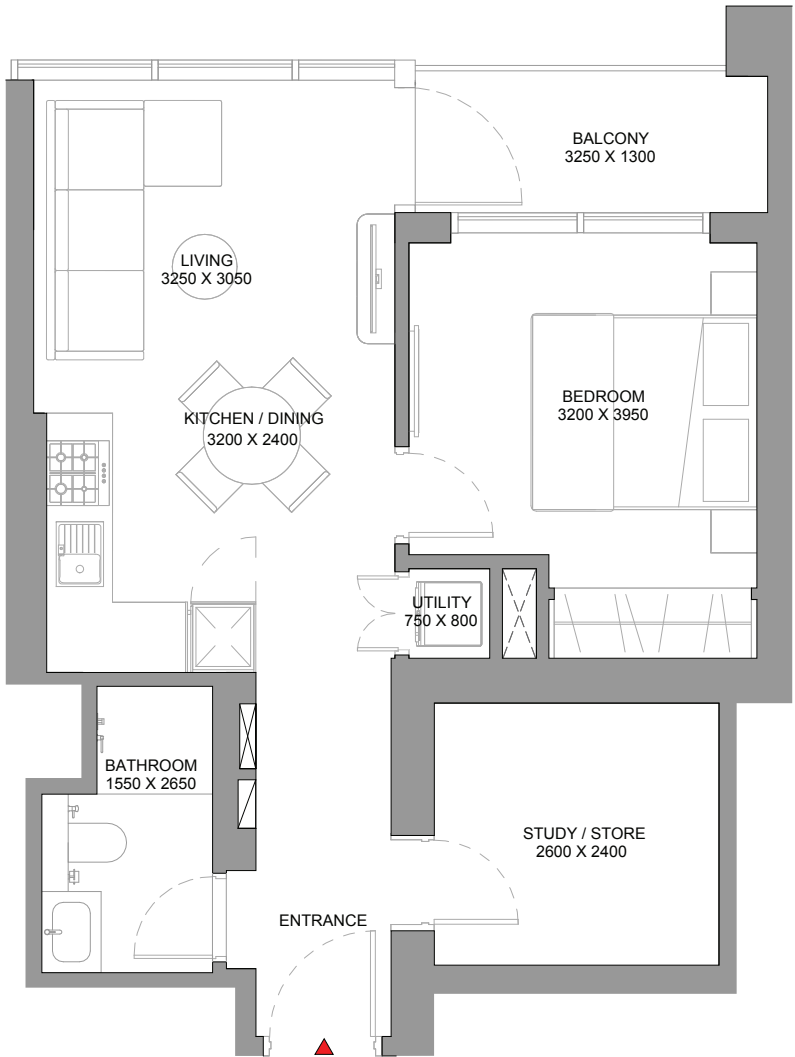 BALCONY
3250 X 1300
LIVING
3250 X 3050
BEDROOM
3200 X 3950
KITCHEN / DINING
3200 X 2400
UTILITY
750 X 800
BATHROOM
1550 X 2650
STUDY / STORE
2600 X 2400
ENTRANCE